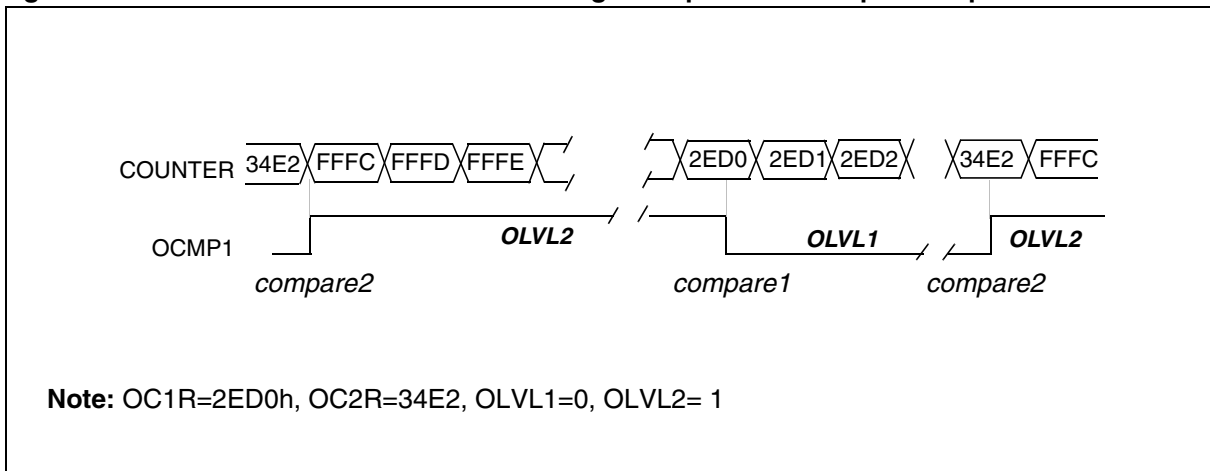 COUNTER 34E2 FFFC FFFD FFFE 2ED0 2ED1 2ED2 34E2 FFFC
OCMP1 OLVL2 OLVL1 OLVL2
compare2 compare1 compare2
Note: OC1R=2ED0h, OC2R=34E2, OLVL1=0, OLVL2= 1